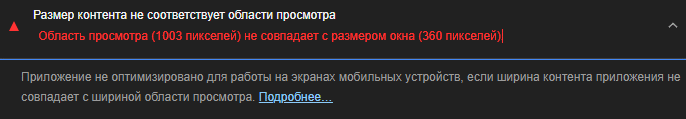 Размер контента не соответствует области просмотра
Область просмотра (1003 пикселей) не совпадает с размером окна (360 пикселей)
Приложение не оптимизировано для работы на экранах мобильных устройств, если ширина контента приложения не
совпадает с шириной области просмотра. Подробнее…